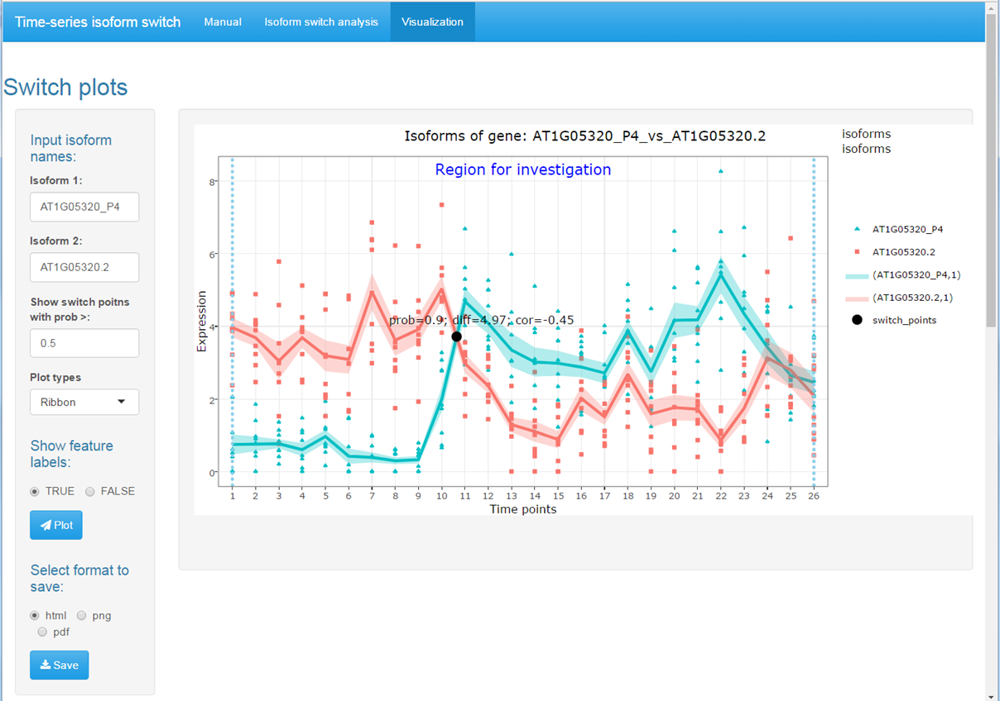 Time-series isoform switch Manual Isoform switch analysis Visualization
Switch plots
Input isoform
names:
Isoform 1:
AT1G05320_P4
Isoform 2:
AT1G05320.2
Show switch poitns
with prob >:
0.5
Plot types
Ribbon
Show feature
labels:
TRUE FALSE
Plot
Select format to
save:
html png
pdf
Save
Isoforms of gene: AT1G05320_P4_vs_AT1G05320.2
Region for investigation
prob=0.9; diff=4.97; cor=-0.45
Expression
8
6
4
2
0
1 2 3 4 5 6 7 8 9 10 11 12 13 14 15 16 17 18 19 20 21 22 23 24 25 26
Time points
isoforms
isoforms
AT1G05320_P4
AT1G05320.2
(AT1G05320_P4,1)
(AT1G05320.2,1)
switch_points